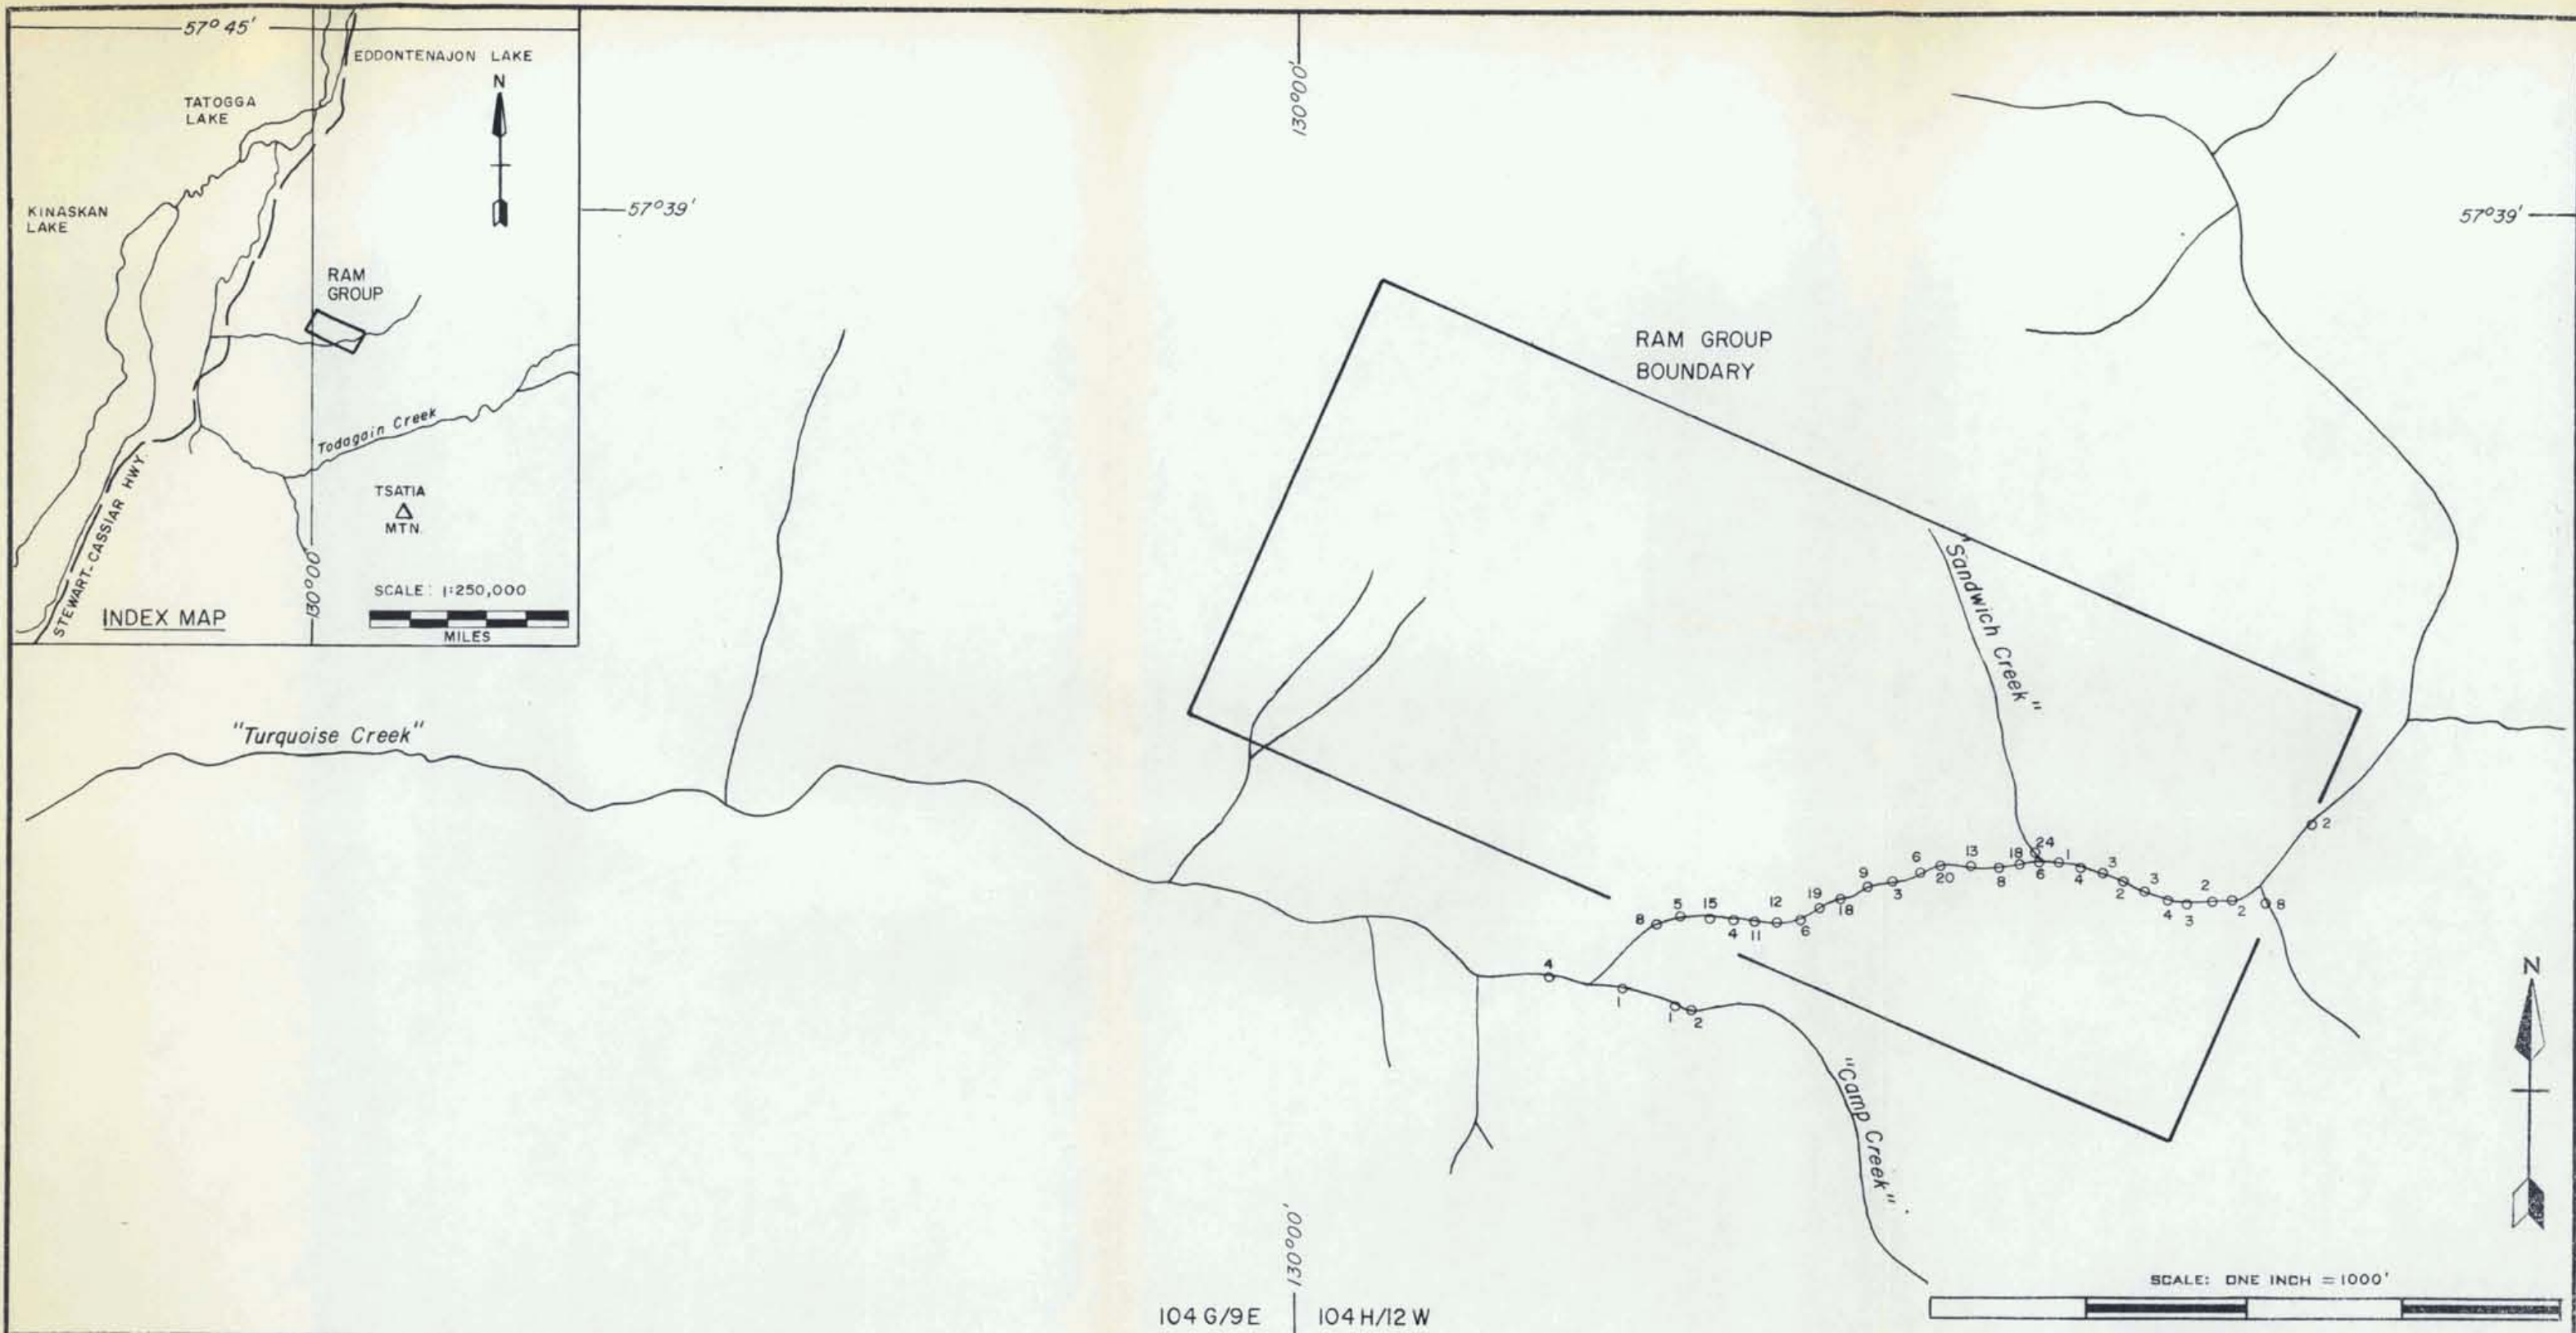 57° 45'
EDDONTENAJON LAKE
N
TATOGGA
LAKE
KINASKAN
LAKE
RAM
GROUP
Todagain Creek
TSATIA
MTN.
STEWART-CASSIAR HWY.
130°00'
SCALE: 1:250,000
MILES
INDEX MAP
57°39'
130°00'
57°39'
RAM GROUP
BOUNDARY
"Sandwich Creek"
"Turquoise Creek"
2
24
18
13
6
20
8
6
1
4
3
2
3
4
3
2
2
8
9
3
19
18
12
6
15
4
11
5
8
4
1
1
2
"Camp Creek"
N
130°00'
104 G/9E
104 H/12 W
SCALE: ONE INCH = 1000'